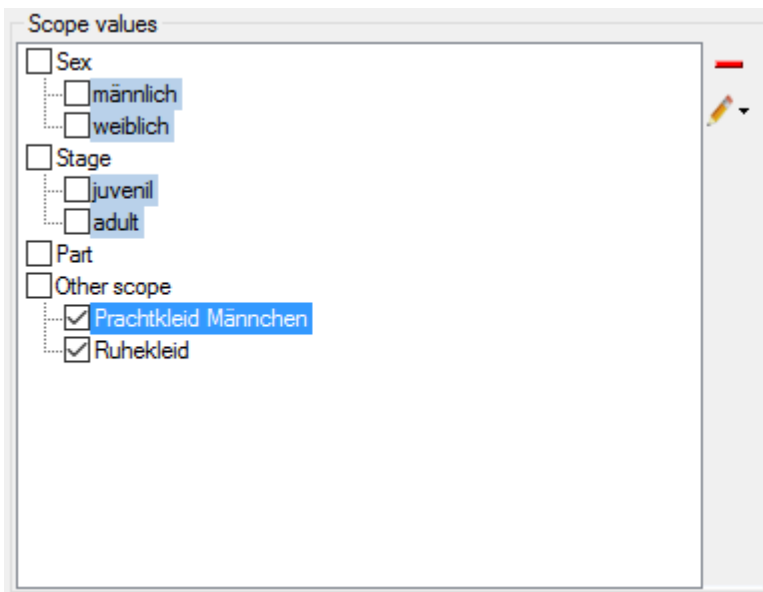 Scope values
Sex
männlich
weiblich
Stage
juvenil
adult
Part
Other scope
Prachtkleid Männchen
Ruhekleid